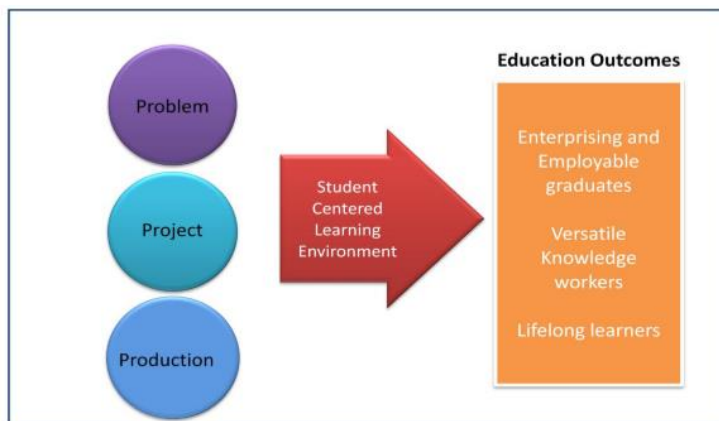 Problem
Project
Production
Student
Centered
Learning
Environment
Education Outcomes
Enterprising and
Employable
graduates
Versatile
Knowledge
workers
Lifelong learners